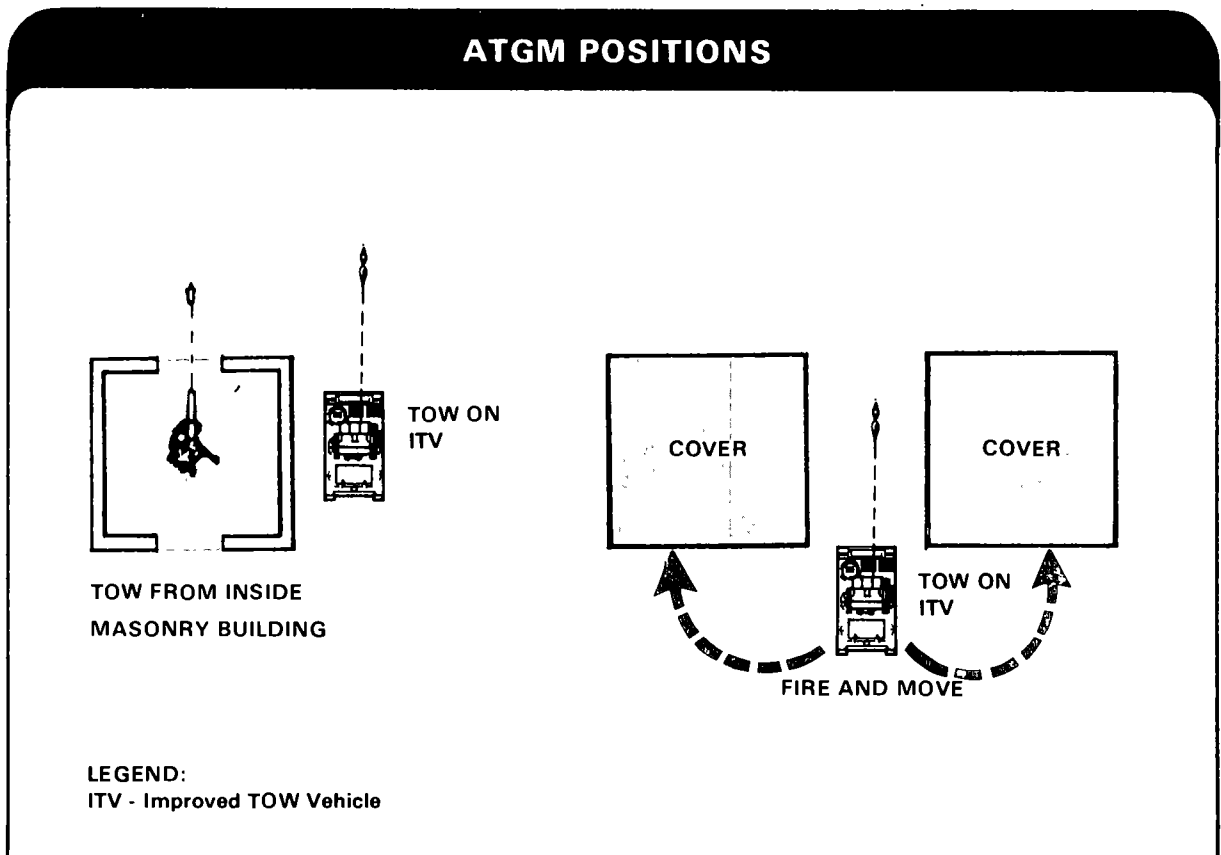 ATGM POSITIONS
TOW ON
ITV
TOW FROM INSIDE
MASONRY BUILDING
COVER
COVER
TOW ON
ITV
FIRE AND MOVE
LEGEND:
ITV - Improved TOW Vehicle